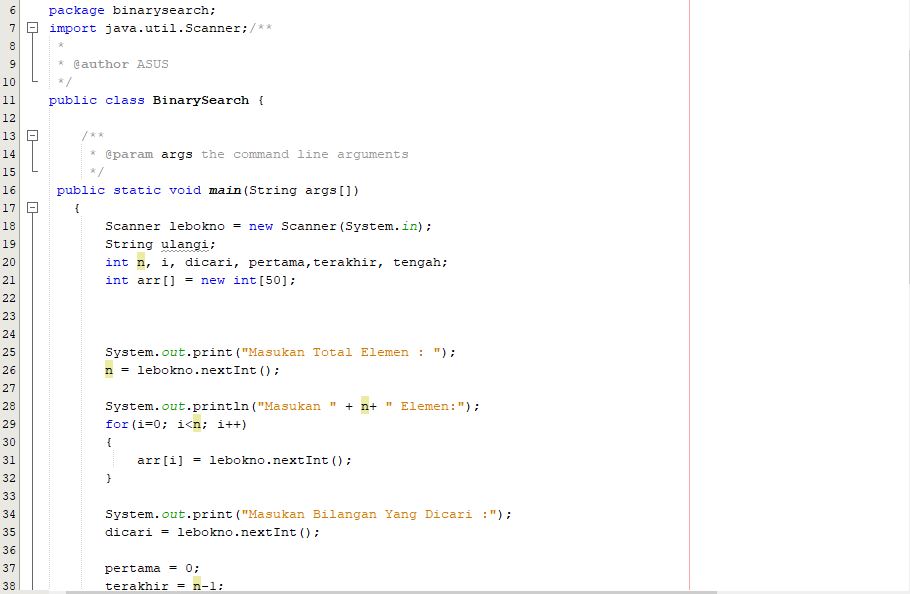 6 package binarysearch;
7 import java.util.Scanner;/**
8 *
9 * @author ASUS
10 */
11 public class BinarySearch {
12
13 /**
14 * @param args the command line arguments
15 */
16 public static void main(String args[])
17 {
18 Scanner lebokno = new Scanner(System.in);
19 String ulangi;
20 int n, i, dicari, pertama,terakhir, tengah;
21 int arr[] = new int[50];
22
23
24
25 System.out.print("Masukan Total Elemen : ");
26 n = lebokno.nextInt();
27
28 System.out.println("Masukan " + n+ " Elemen:");
29 for(i=0; i<n; i++)
30 {
31 arr[i] = lebokno.nextInt();
32 }
33
34 System.out.print("Masukan Bilangan Yang Dicari :");
35 dicari = lebokno.nextInt();
36
37 pertama = 0;
38 terakhir = n-1;